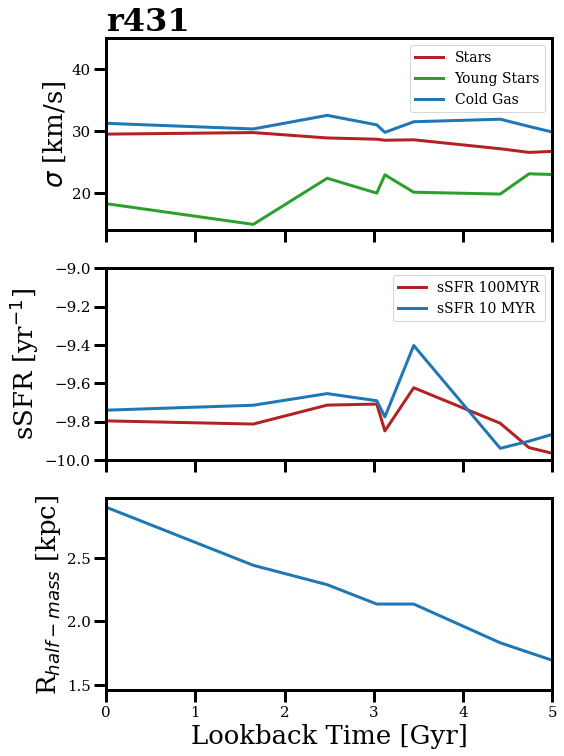 r431
σ [km/s]
40
30
20
Stars
Young Stars
Cold Gas
sSFR [yr⁻¹]
−9.0
−9.2
−9.4
−9.6
−9.8
−10.0
sSFR 100MYR
sSFR 10 MYR
R_half−mass [kpc]
2.5
2.0
1.5
0 1 2 3 4 5
Lookback Time [Gyr]